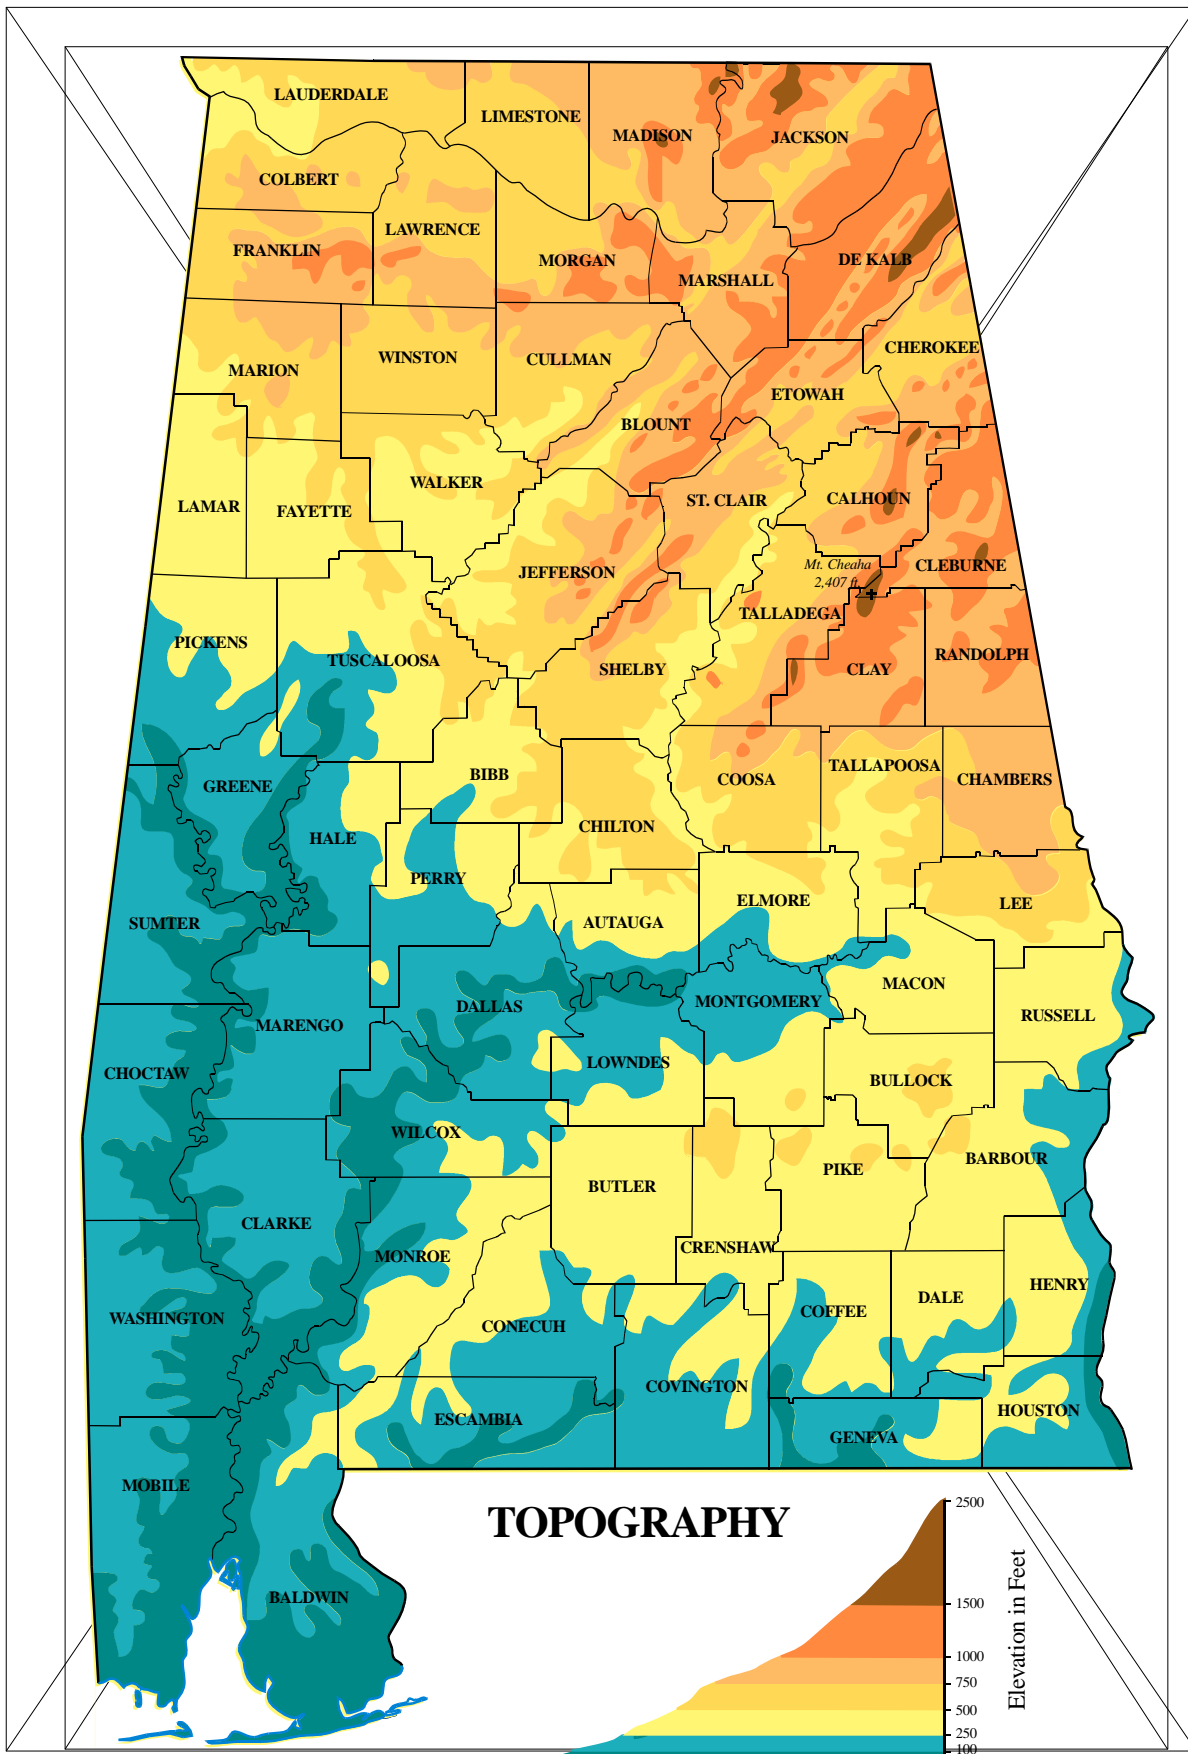 LAUDERDALE
LIMESTONE
MADISON
JACKSON
COLBERT
LAWRENCE
FRANKLIN
MORGAN
DE KALB
MARSHALL
CHEROKEE
WINSTON
CULLMAN
MARION
ETOWAH
BLOUNT
WALKER
ST. CLAIR
CALHOUN
LAMAR
FAYETTE
JEFFERSON
Mt. Cheaha
2,407 ft.
CLEBURNE
TALLADEGA
PICKENS
TUSCALOOSA
SHELBY
CLAY
RANDOLPH
BIBB
COOSA
TALLAPOOSA
CHAMBERS
GREENE
HALE
CHILTON
PERRY
ELMORE
LEE
SUMTER
AUTAUGA
MACON
DALLAS
MONTGOMERY
RUSSELL
MARENGO
LOWNDES
CHOCTAW
BULLOCK
WILCOX
BARBOUR
PIKE
BUTLER
CLARKE
CRENSHAW
MONROE
HENRY
DALE
COFFEE
WASHINGTON
CONECUH
COVINGTON
ESCAMBIA
HOUSTON
GENEVA
MOBILE
BALDWIN
TOPOGRAPHY
2500
1500
1000
750
500
250
100
Elevation in Feet